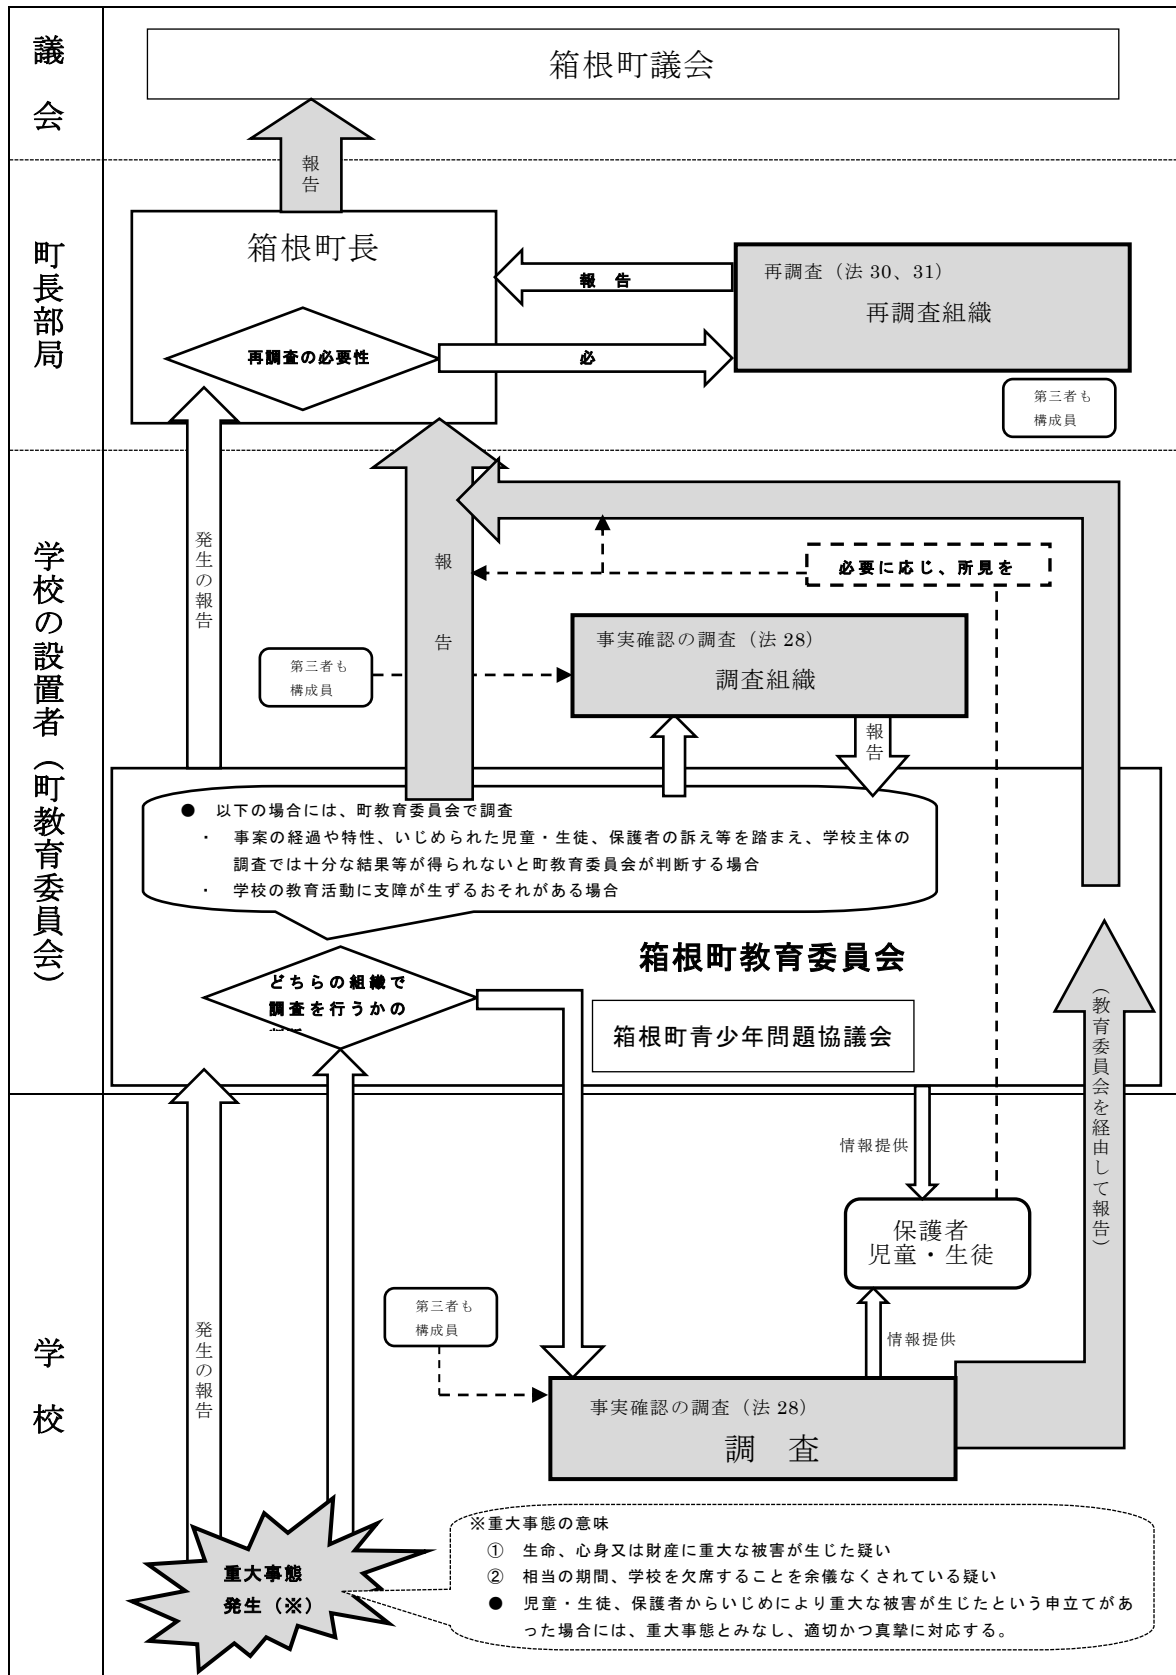 議会
箱根町議会
報告
町長部局
箱根町長
報 告
再調査（法 30、31）
再調査組織
再調査の必要性
必
第三者も
構成員
学校の設置者（町教育委員会）
発生の報告
報 告
必要に応じ、所見を
第三者も
構成員
事実確認の調査（法 28）
調査組織
報告
● 以下の場合には、町教育委員会で調査
・ 事案の経過や特性、いじめられた児童・生徒、保護者の訴え等を踏まえ、学校主体の
調査では十分な結果等が得られないと町教育委員会が判断する場合
・ 学校の教育活動に支障が生ずるおそれがある場合
箱根町教育委員会
どちらの組織で
調査を行うかの
箱根町青少年問題協議会
（教育委員会を経由して報告）
学校
発生の報告
情報提供
保護者
児童・生徒
情報提供
第三者も
構成員
事実確認の調査（法 28）
調 査
重大事態
発生（※）
※重大事態の意味
① 生命、心身又は財産に重大な被害が生じた疑い
② 相当の期間、学校を欠席することを余儀なくされている疑い
● 児童・生徒、保護者からいじめにより重大な被害が生じたという申立てがあ
った場合には、重大事態とみなし、適切かつ真摯に対応する。